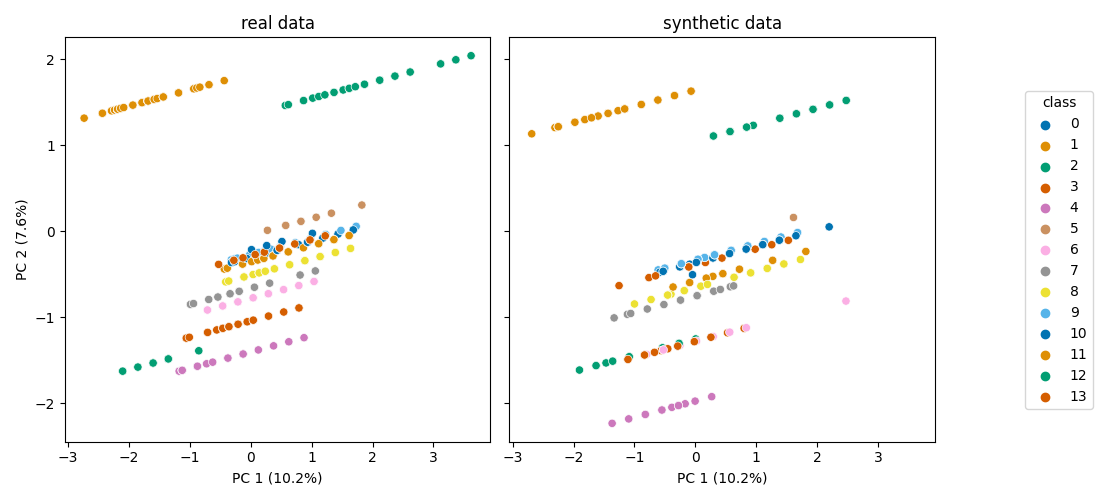 real data
synthetic data
2
1
0
−1
−2
PC 2 (7.6%)
−3 −2 −1 0 1 2 3
−3 −2 −1 0 1 2 3
PC 1 (10.2%)
PC 1 (10.2%)
class
0
1
2
3
4
5
6
7
8
9
10
11
12
13